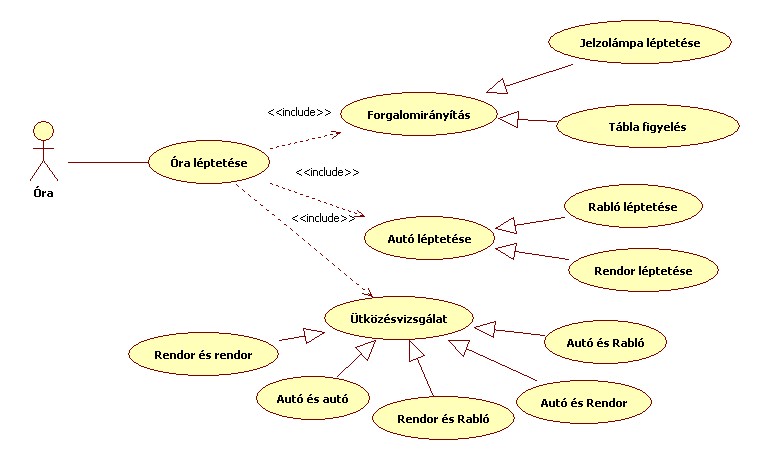 Jelzolámpa léptetése
<<include>>
Forgalomirányítás
Tábla figyelés
Óra léptetése
Óra
<<include>>
Rabló léptetése
<<include>>
Autó léptetése
Rendor léptetése
Ütközésvizsgálat
Rendor és rendor
Autó és Rabló
Autó és autó
Autó és Rendor
Rendor és Rabló